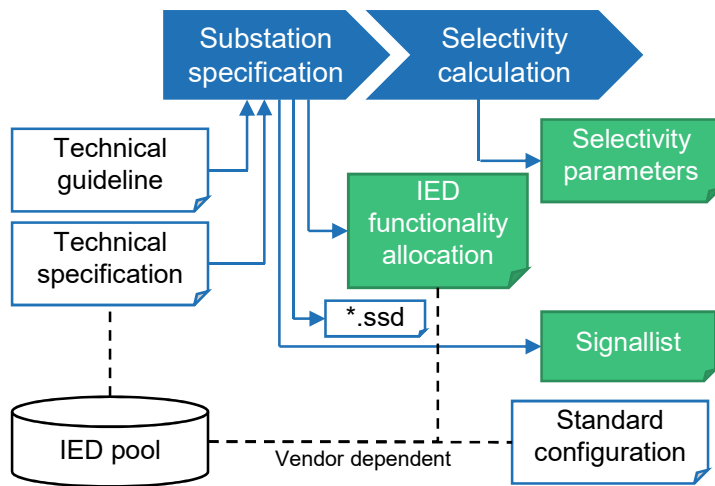 Substation
specification
Selectivity
calculation
Technical
guideline
Selectivity
parameters
IED
functionality
allocation
Technical
specification
*.ssd
Signallist
IED pool
Vendor dependent
Standard
configuration